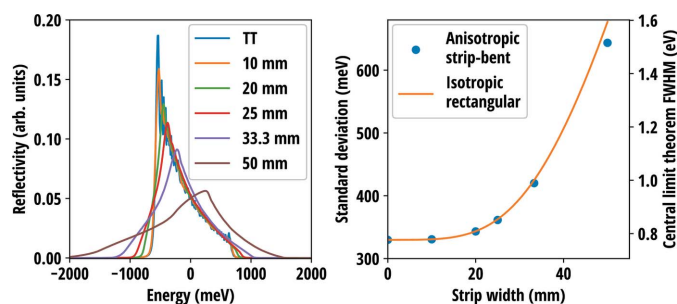 Reflectivity (arb. units)
0.20
0.15
0.10
0.05
0.00
TT
10 mm
20 mm
25 mm
33.3 mm
50 mm
−2000
−1000
0
1000
2000
Energy (meV)
Standard deviation (meV)
600
500
400
300
Anisotropic
strip-bent
Isotropic
rectangular
0
20
40
Strip width (mm)
1.6
1.4
1.2
1.0
0.8
Central limit theorem FWHM (eV)